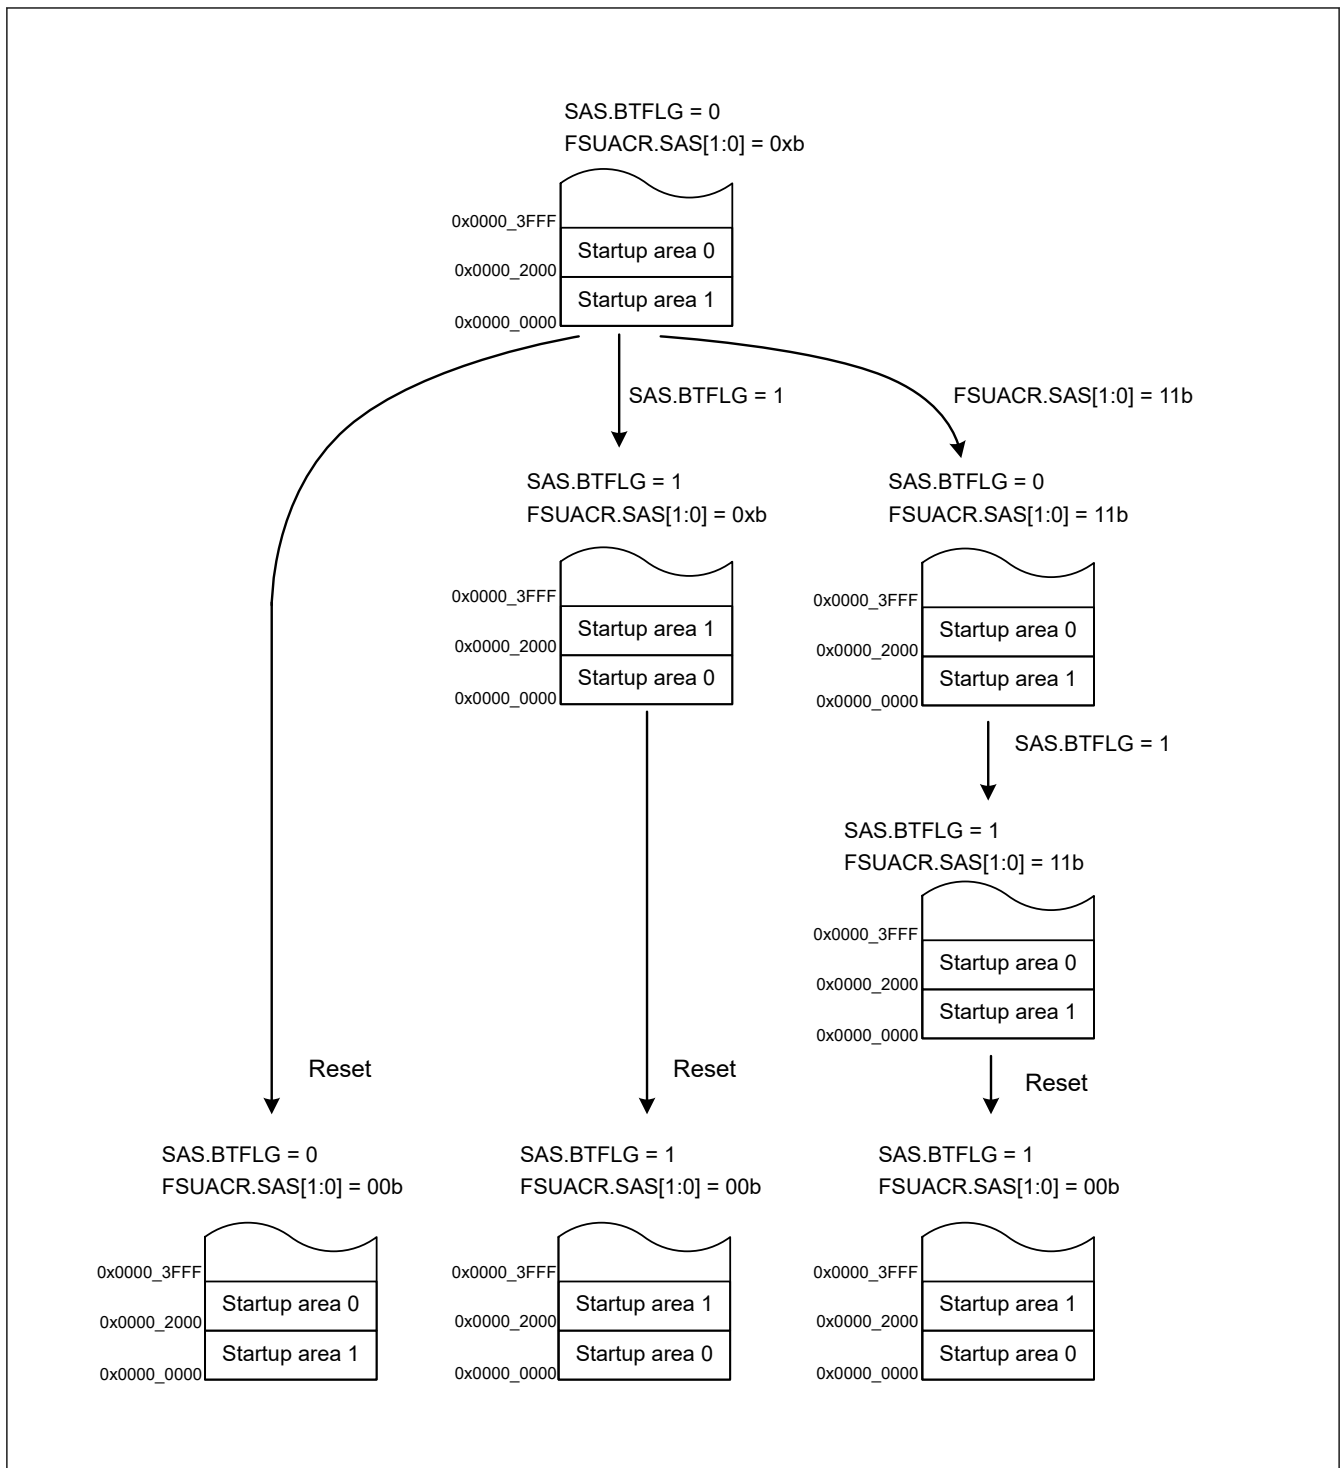 SAS.BTFLG = 0
FSUACR.SAS[1:0] = 0xb
0x0000_3FFF
Startup area 0
0x0000_2000
Startup area 1
0x0000_0000
SAS.BTFLG = 1
FSUACR.SAS[1:0] = 11b
SAS.BTFLG = 1
FSUACR.SAS[1:0] = 0xb
0x0000_3FFF
Startup area 1
0x0000_2000
Startup area 0
0x0000_0000
SAS.BTFLG = 0
FSUACR.SAS[1:0] = 11b
0x0000_3FFF
Startup area 0
0x0000_2000
Startup area 1
0x0000_0000
SAS.BTFLG = 1
SAS.BTFLG = 1
FSUACR.SAS[1:0] = 11b
0x0000_3FFF
Startup area 0
0x0000_2000
Startup area 1
0x0000_0000
Reset
Reset
Reset
SAS.BTFLG = 0
FSUACR.SAS[1:0] = 00b
0x0000_3FFF
Startup area 0
0x0000_2000
Startup area 1
0x0000_0000
SAS.BTFLG = 1
FSUACR.SAS[1:0] = 00b
0x0000_3FFF
Startup area 1
0x0000_2000
Startup area 0
0x0000_0000
SAS.BTFLG = 1
FSUACR.SAS[1:0] = 00b
0x0000_3FFF
Startup area 1
0x0000_2000
Startup area 0
0x0000_0000